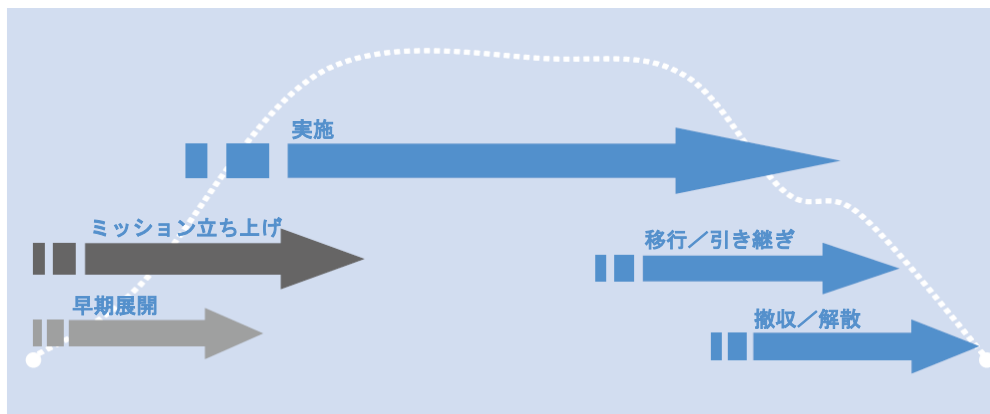 実施
ミッション立ち上げ
移行／引き継ぎ
早期展開
撤収／解散